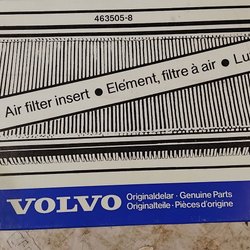 463505-8
Air filter insert • Elément, filtre à air • Lu
VOLVO
Originaldelar · Genuine Parts
Originalteile · Pièces d'origine